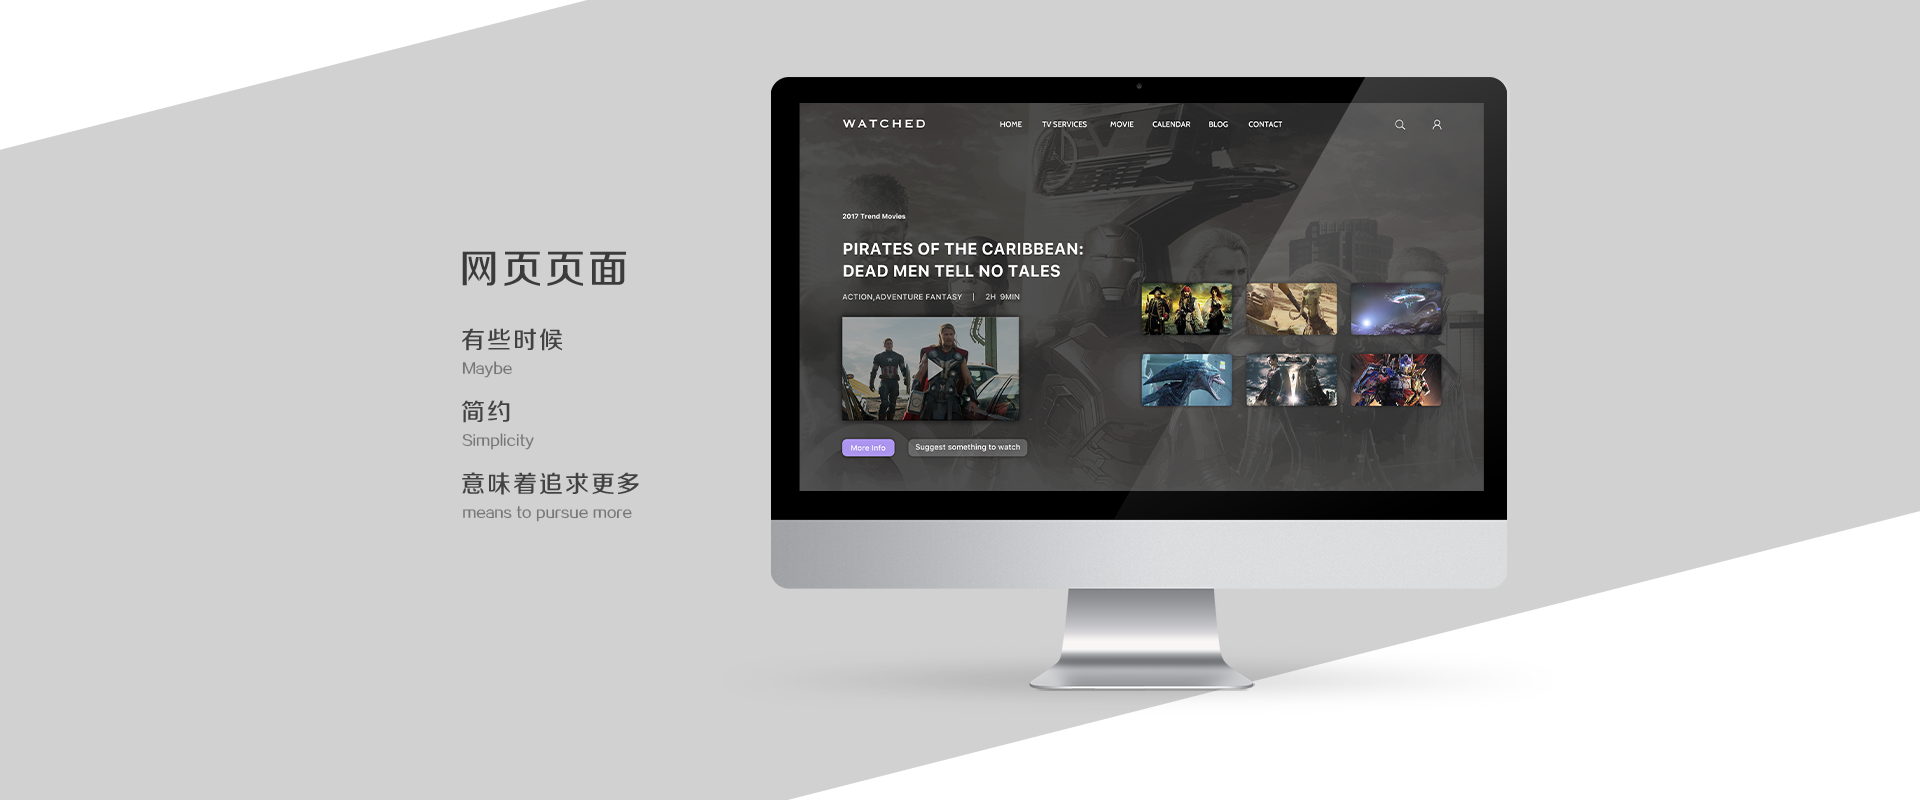 网页页面
有些时候
Maybe
简约
Simplicity
意味着追求更多
means to pursue more
WATCHED
HOME TV SERVICES MOVIE CALENDAR BLOG CONTACT
2017 Trend Movies
PIRATES OF THE CARIBBEAN:
DEAD MEN TELL NO TALES
ACTION,ADVENTURE FANTASY | 2H 9MIN
More Info Suggest something to watch